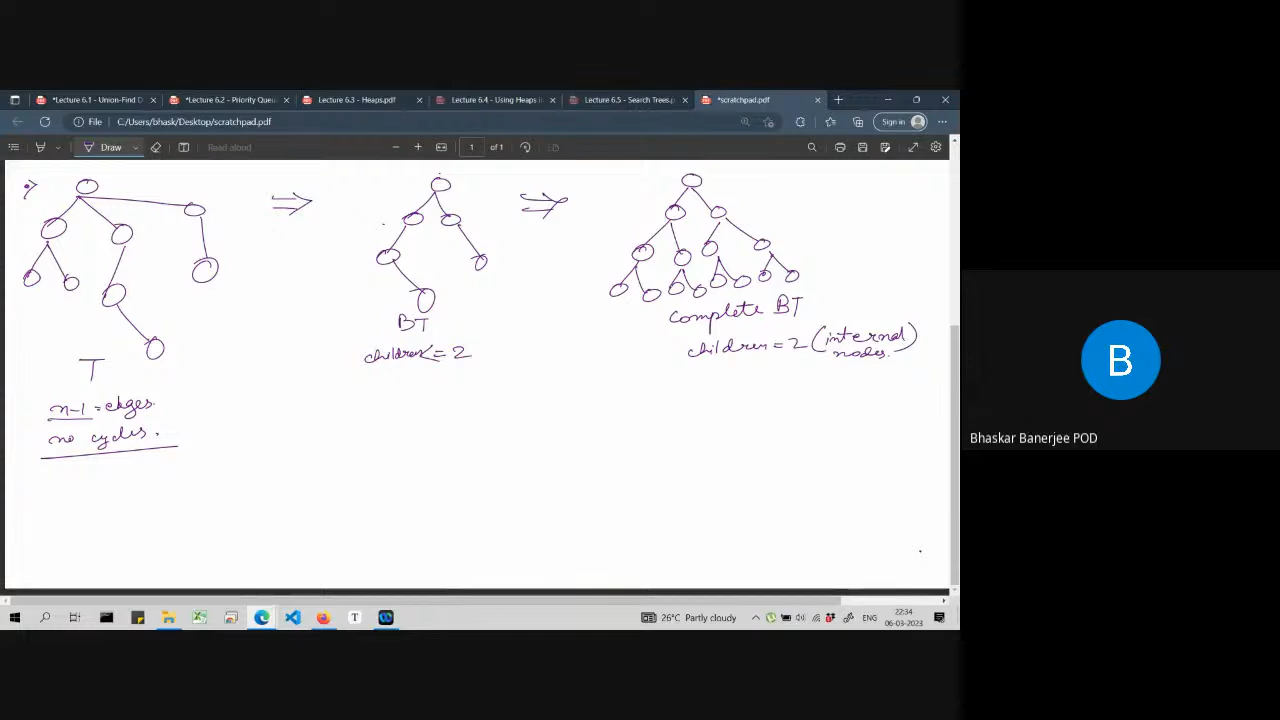 *Lecture 6.1 - Union-Find D
*Lecture 6.2 - Priority Queu
Lecture 6.3 - Heaps.pdf
Lecture 6.4 - Using Heaps i
Lecture 6.5 - Search Trees.p
*scratchpad.pdf
File C:/Users/bhask/Desktop/scratchpad.pdf
Sign in
Draw
Read aloud
1 of 1
T
n-1 = edges.
no cycles.
BT
children <= 2
complete BT
children = 2 (internal
nodes.)
B
Bhaskar Banerjee POD
26°C Partly cloudy
ENG
22:34
06-03-2023